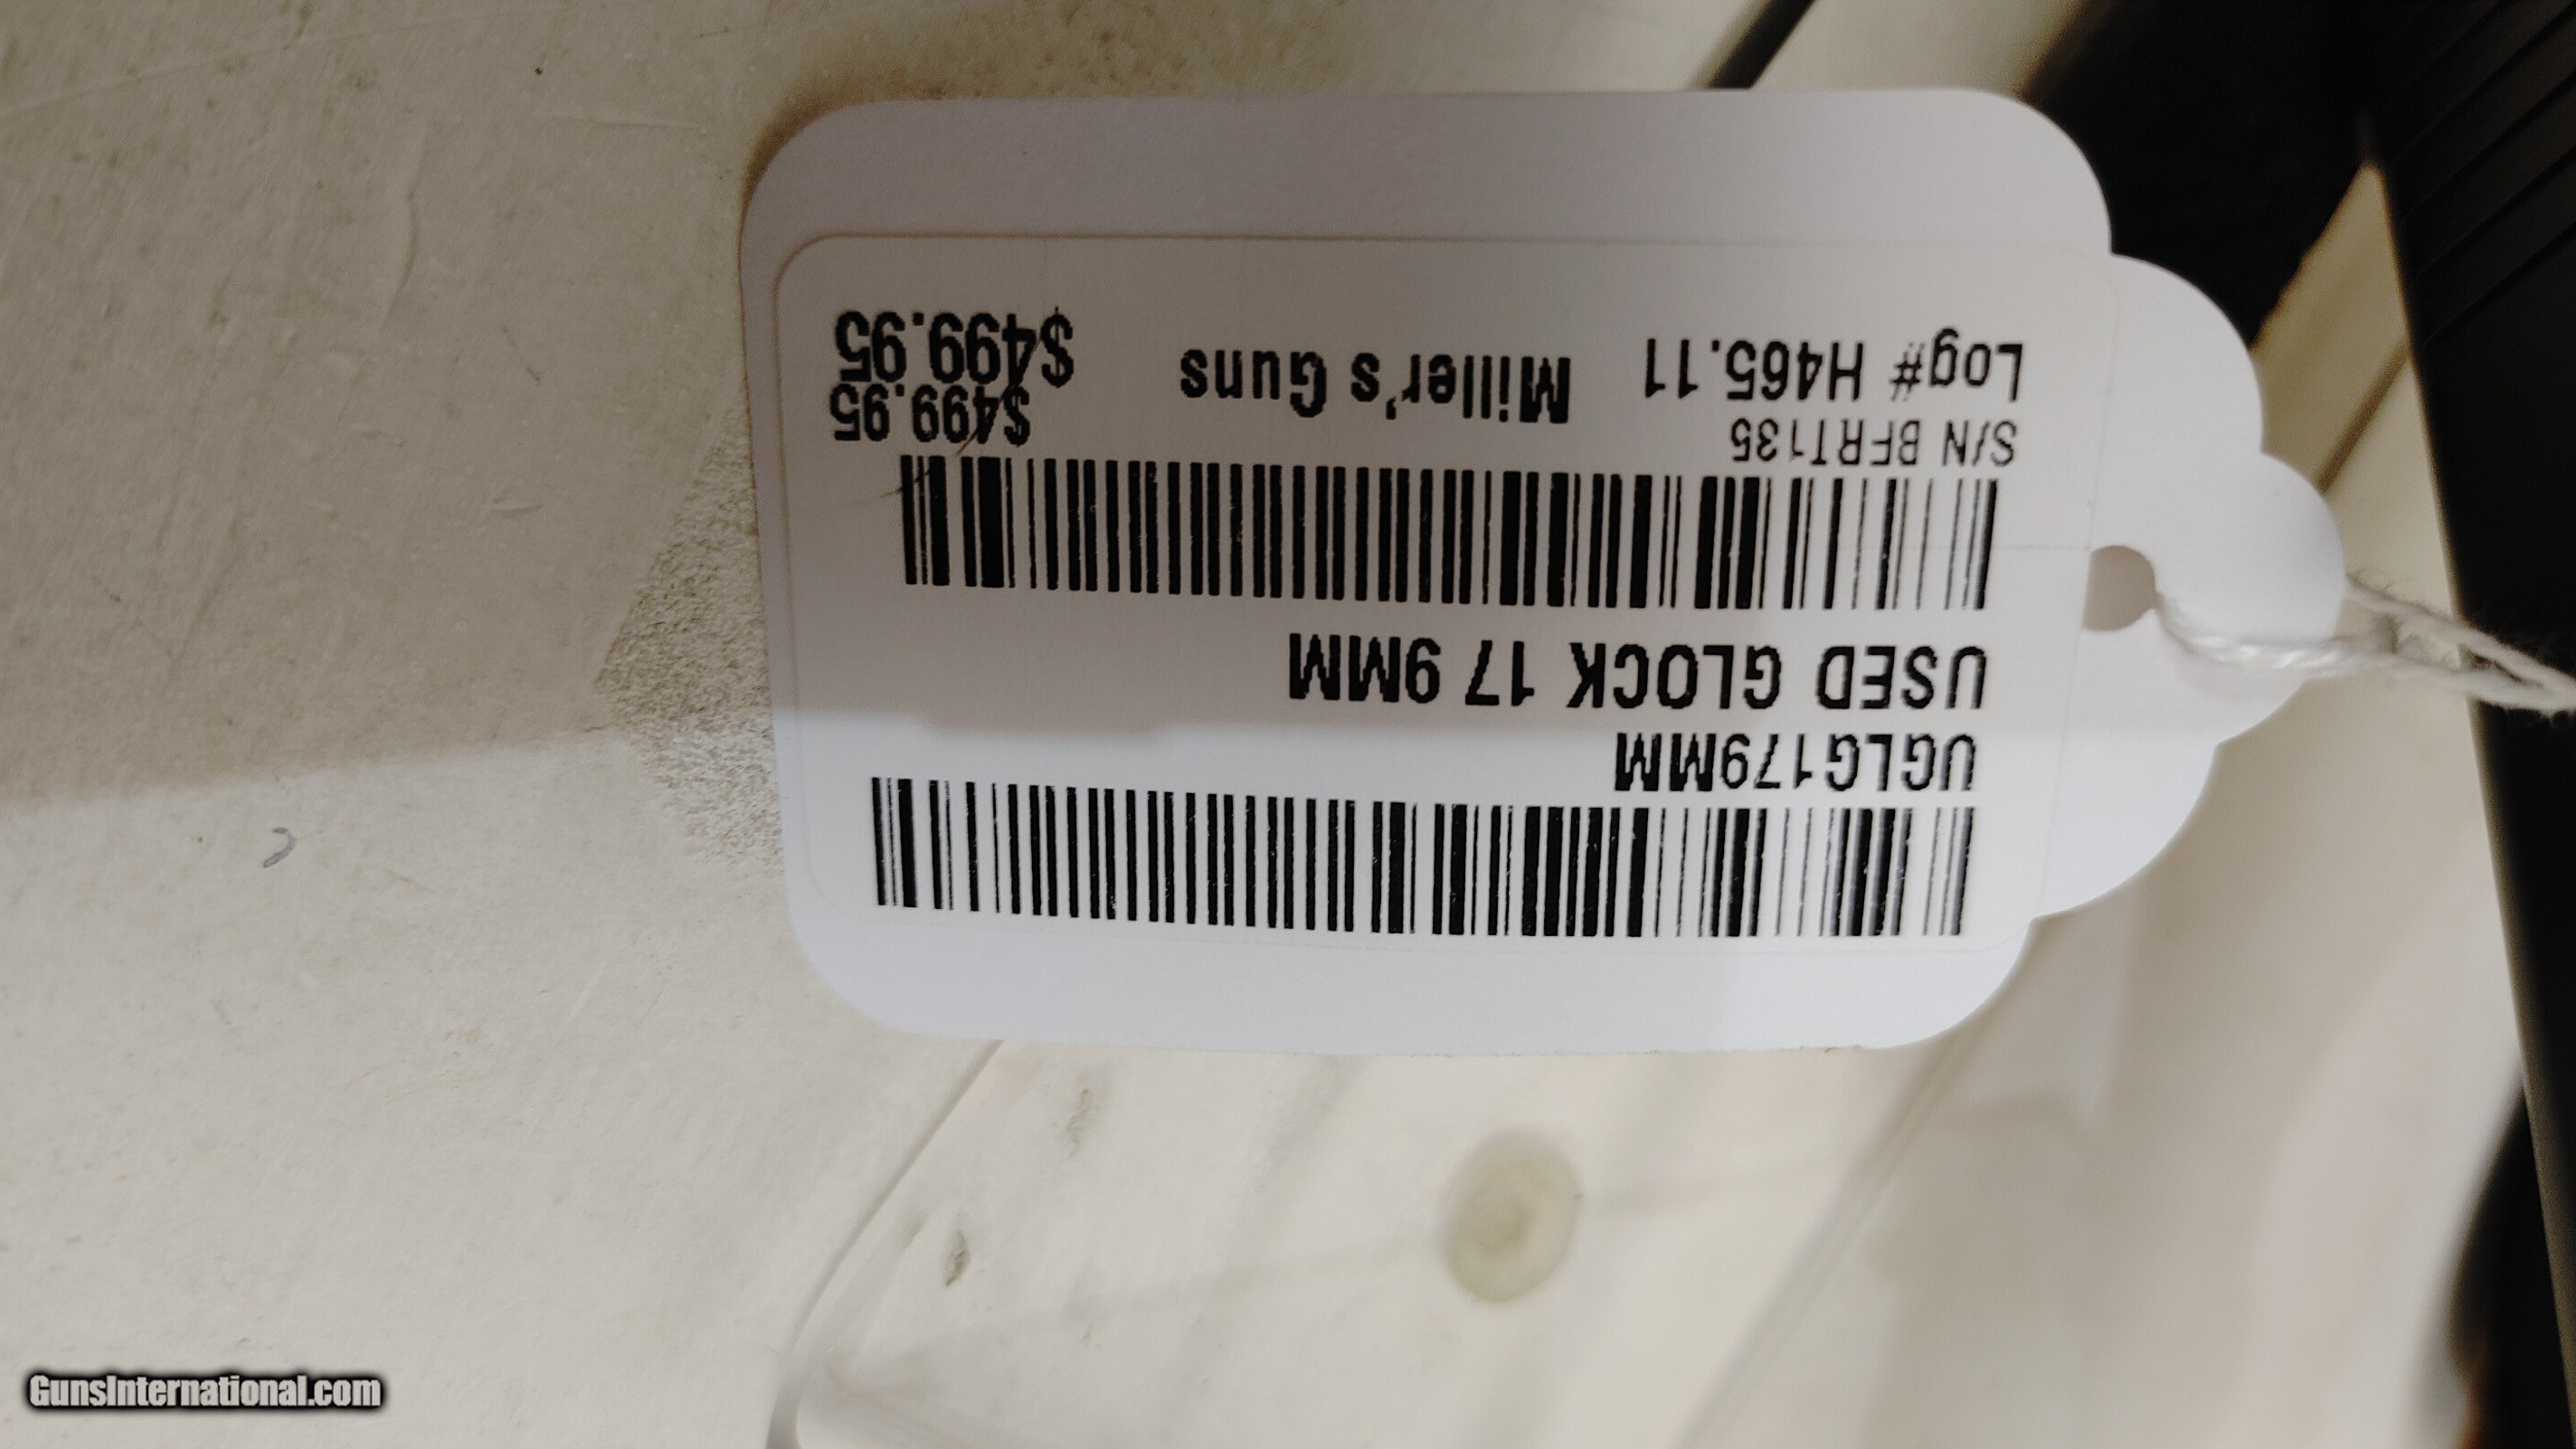 UGLG179MM
USED GLOCK 17 9MM
S/N BFRT135 $499.95
Log# H465.11 Miller's Guns $499.95
GunsInternational.com